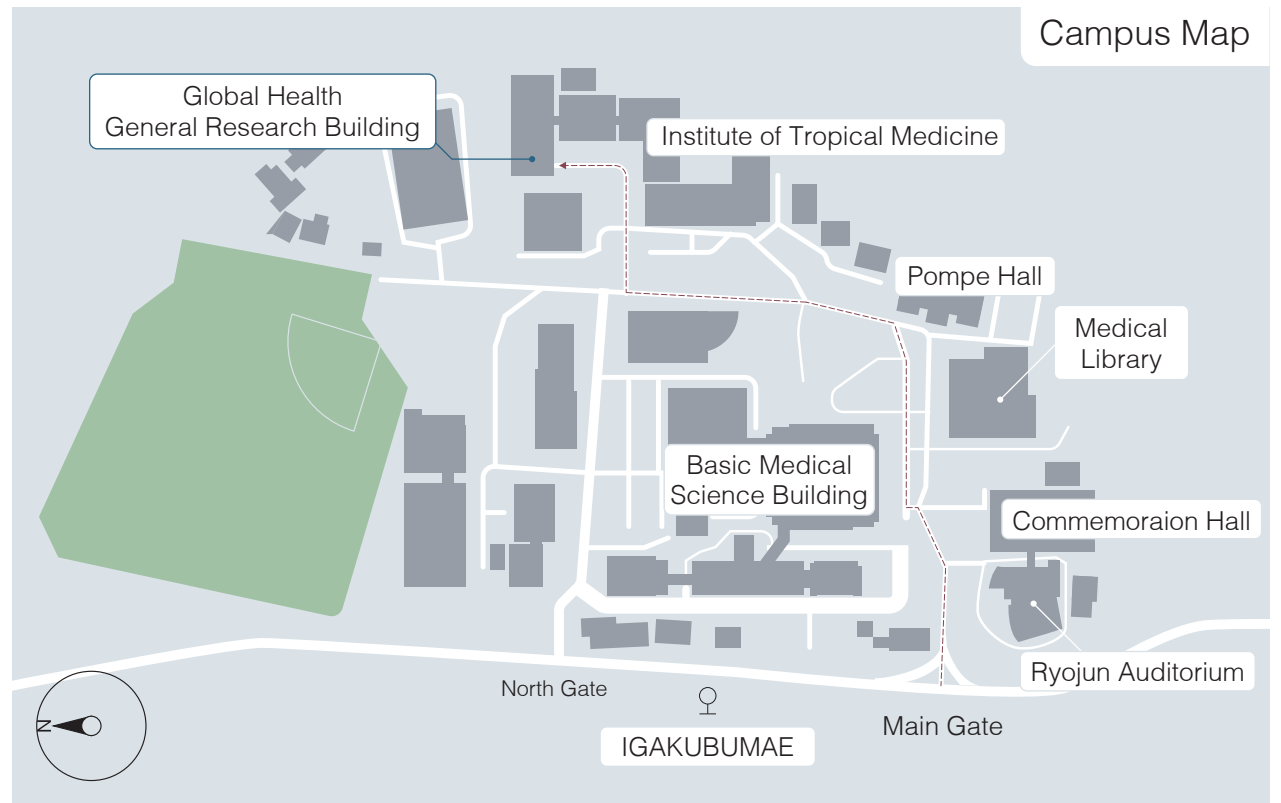 Campus Map
Global Health
General Research Building
Institute of Tropical Medicine
Pompe Hall
Medical
Library
Basic Medical
Science Building
Commemoraion Hall
Ryojun Auditorium
North Gate
Main Gate
IGAKUBUMAE
N